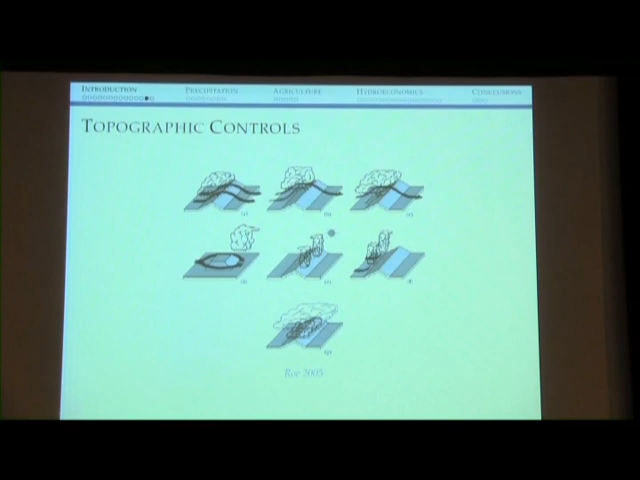 INTRODUCTION PRECIPITATION AGRICULTURE HYDROECONOMICS CONCLUSIONS
TOPOGRAPHIC CONTROLS
(a) (b) (c)
(d) (e) (f)
(g)
Roe 2005